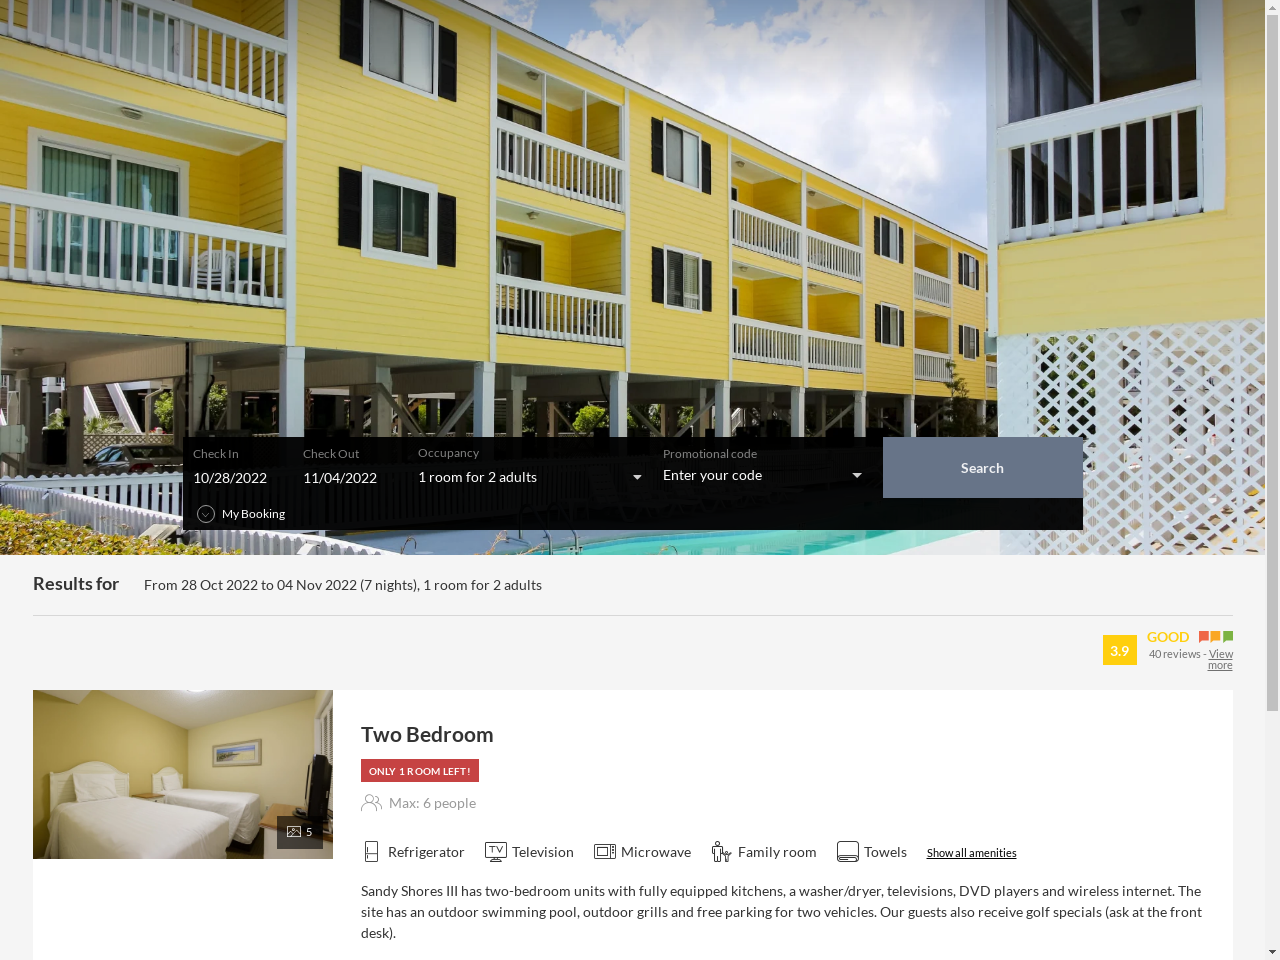 Check In
Check Out
Occupancy
Promotional code
10/28/2022
11/04/2022
1 room for 2 adults
Enter your code
Search
My Booking
Results for
From 28 Oct 2022 to 04 Nov 2022 (7 nights), 1 room for 2 adults
3.9
GOOD
40 reviews - View
more
5
Two Bedroom
ONLY 1 ROOM LEFT!
Max: 6 people
Refrigerator
Television
Microwave
Family room
Towels
Show all amenities
Sandy Shores III has two-bedroom units with fully equipped kitchens, a washer/dryer, televisions, DVD players and wireless internet. The
site has an outdoor swimming pool, outdoor grills and free parking for two vehicles. Our guests also receive golf specials (ask at the front
desk).